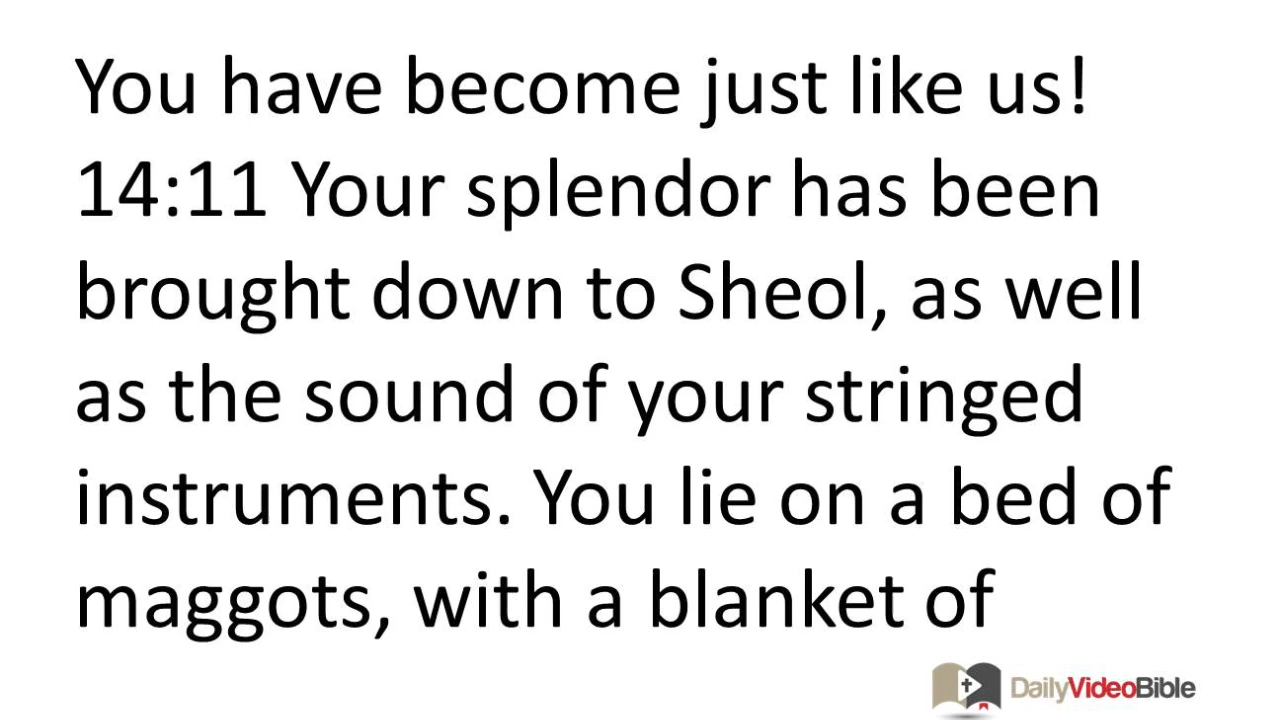 You have become just like us!
14:11 Your splendor has been
brought down to Sheol, as well
as the sound of your stringed
instruments. You lie on a bed of
maggots, with a blanket of
DailyVideoBible